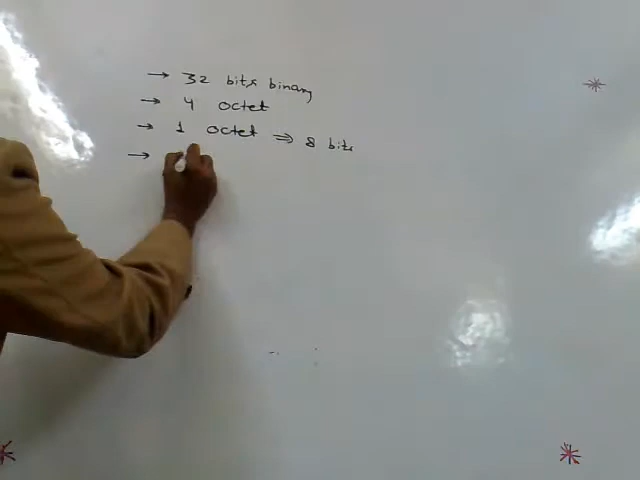 → 32 bits binary
→ 4 octet
→ 1 octet ⇒ 8 bits
→